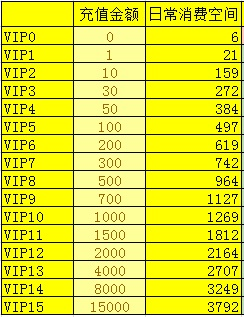 充值金额 日常消费空间
VIP0 0 6
VIP1 1 21
VIP2 10 159
VIP3 30 272
VIP4 50 384
VIP5 100 497
VIP6 200 619
VIP7 300 742
VIP8 500 964
VIP9 700 1127
VIP10 1000 1269
VIP11 1500 1812
VIP12 2000 2164
VIP13 4000 2707
VIP14 8000 3249
VIP15 15000 3792